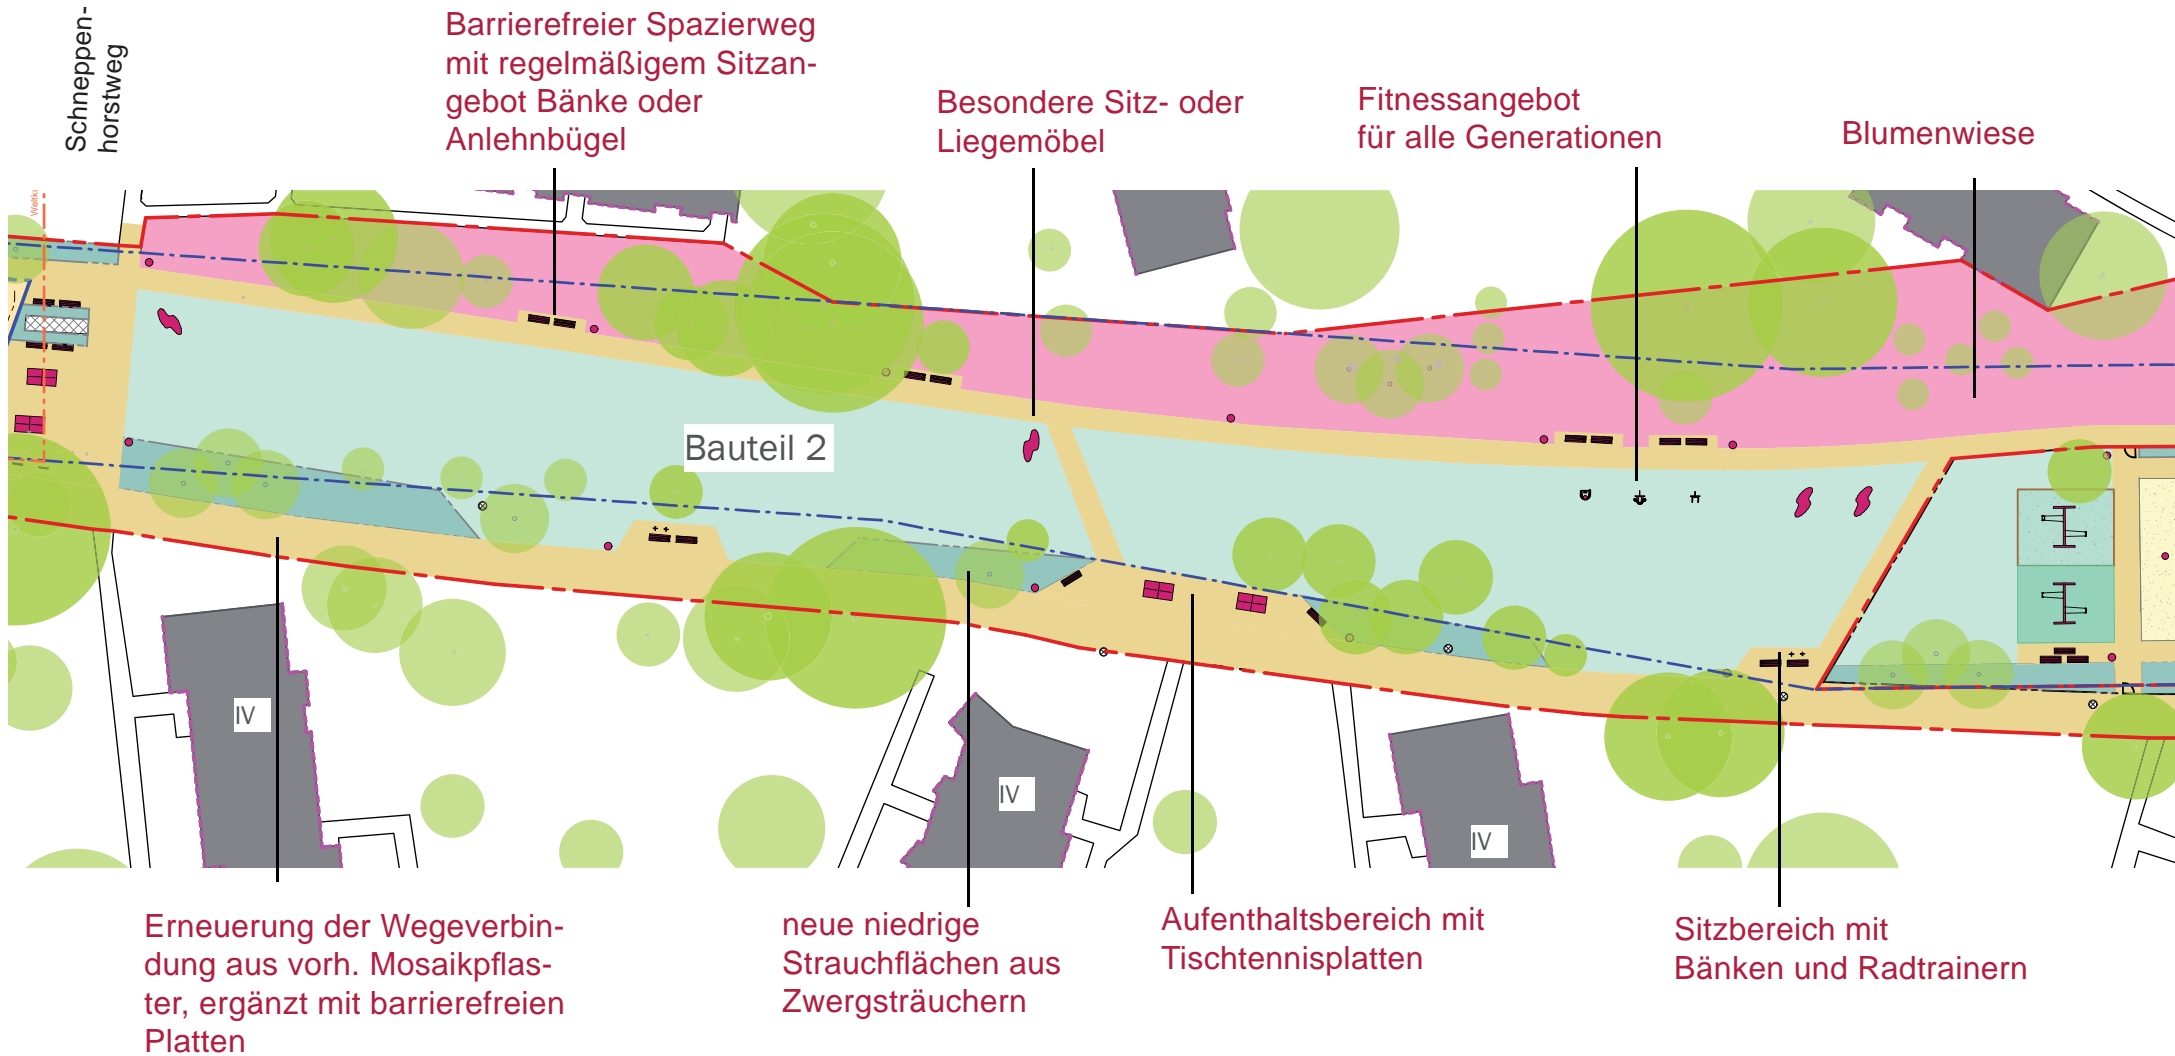 Schneppen-
horstweg
Barrierefreier Spazierweg
mit regelmäßigem Sitzan-
gebot Bänke oder
Anlehnbügel
Besondere Sitz- oder
Liegemöbel
Fitnessangebot
für alle Generationen
Blumenwiese
Bauteil 2
IV
IV
IV
Erneuerung der Wegeverbin-
dung aus vorh. Mosaikpflas-
ter, ergänzt mit barrierefreien
Platten
neue niedrige
Strauchflächen aus
Zwergsträuchern
Aufenthaltsbereich mit
Tischtennisplatten
Sitzbereich mit
Bänken und Radtrainern